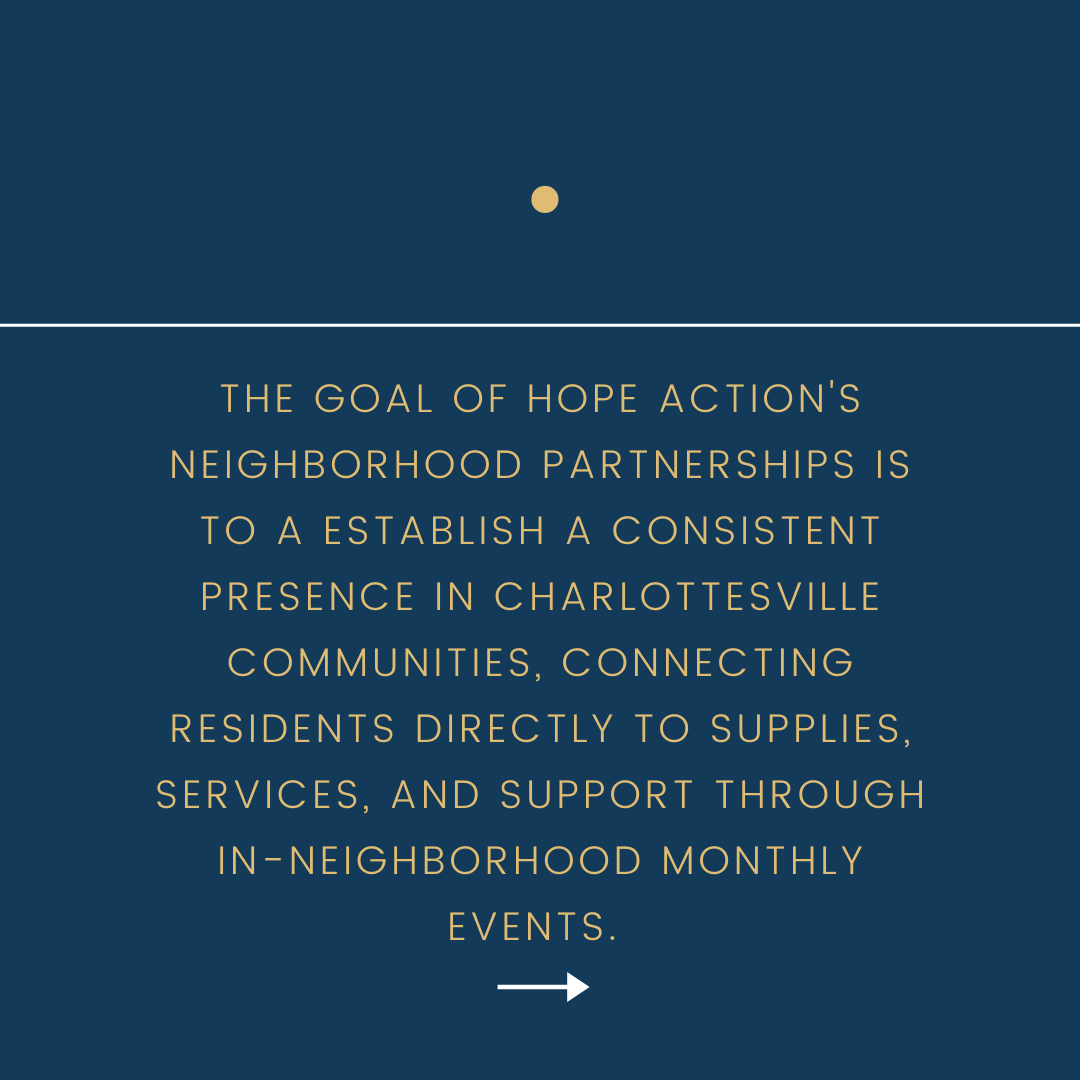 THE GOAL OF HOPE ACTION'S
NEIGHBORHOOD PARTNERSHIPS IS
TO A ESTABLISH A CONSISTENT
PRESENCE IN CHARLOTTESVILLE
COMMUNITIES, CONNECTING
RESIDENTS DIRECTLY TO SUPPLIES,
SERVICES, AND SUPPORT THROUGH
IN-NEIGHBORHOOD MONTHLY
EVENTS.